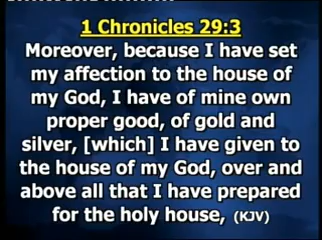 1 Chronicles 29:3
Moreover, because I have set
my affection to the house of
my God, I have of mine own
proper good, of gold and
silver, [which] I have given to
the house of my God, over and
above all that I have prepared
for the holy house, (KJV)